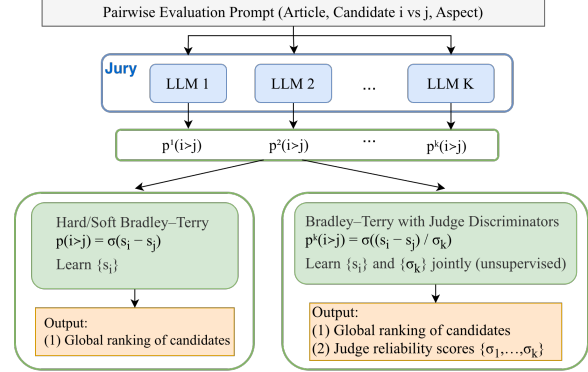 Pairwise Evaluation Prompt (Article, Candidate i vs j, Aspect)
Jury
LLM 1
LLM 2
...
LLM K
p¹(i>j)
p²(i>j)
...
pᵏ(i>j)
Hard/Soft Bradley–Terry
p(i>j) = σ(sᵢ − sⱼ)
Learn {sᵢ}
Output:
(1) Global ranking of candidates
Bradley–Terry with Judge Discriminators
pᵏ(i>j) = σ((sᵢ − sⱼ) / σₖ)
Learn {sᵢ} and {σₖ} jointly (unsupervised)
Output:
(1) Global ranking of candidates
(2) Judge reliability scores {σ₁,…,σₖ}